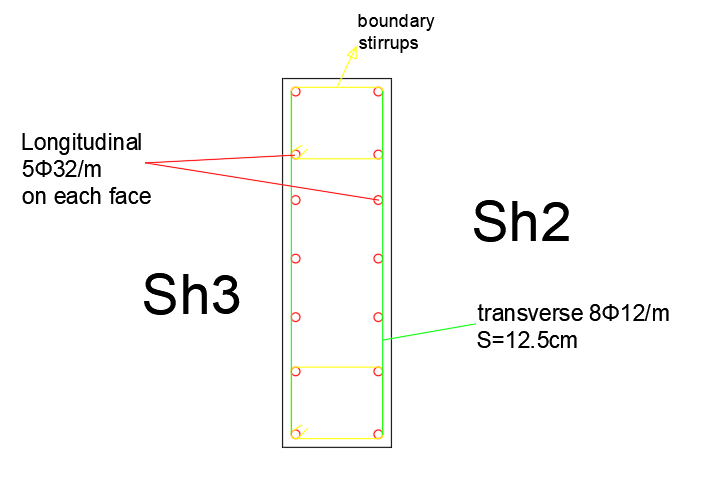 boundary
stirrups
Longitudinal
5Φ32/m
on each face
Sh2
Sh3
transverse 8Φ12/m
S=12.5cm